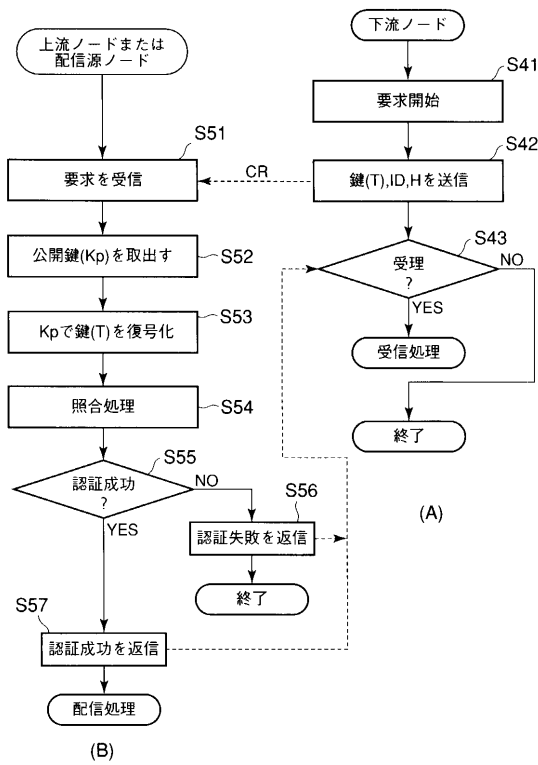 下流ノード
S41
要求開始
S42
鍵(T),ID,Hを送信
CR
S43
受理
?
NO
YES
受信処理
終了
(A)
上流ノードまたは
配信源ノード
S51
要求を受信
公開鍵(Kp)を取出す
S52
Kpで鍵(T)を復号化
S53
照合処理
S54
S55
認証成功
?
NO
YES
S56
認証失敗を返信
終了
S57
認証成功を返信
配信処理
(B)